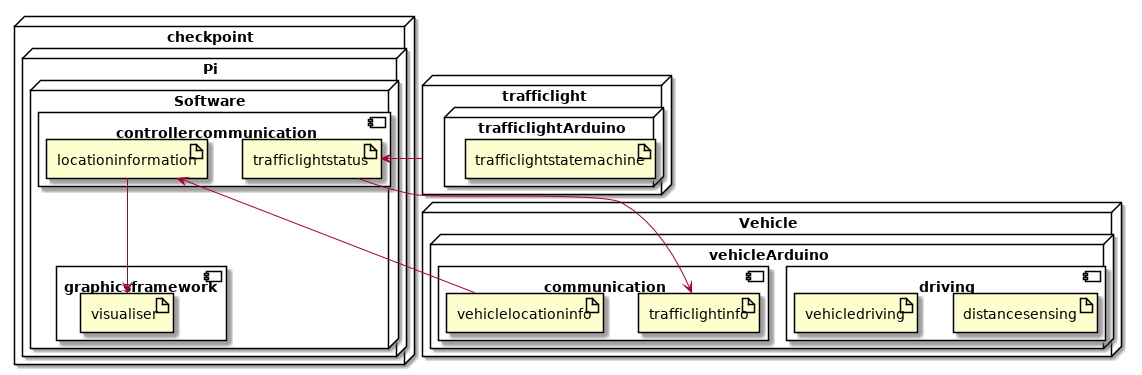 checkpoint
Pi
Software
controllercommunication
locationinformation
trafficlightstatus
graphicsframework
visualiser
trafficlight
trafficlightArduino
trafficlightstatemachine
Vehicle
vehicleArduino
communication
vehiclelocationinfo
trafficlightinfo
driving
vehicledriving
distancesensing